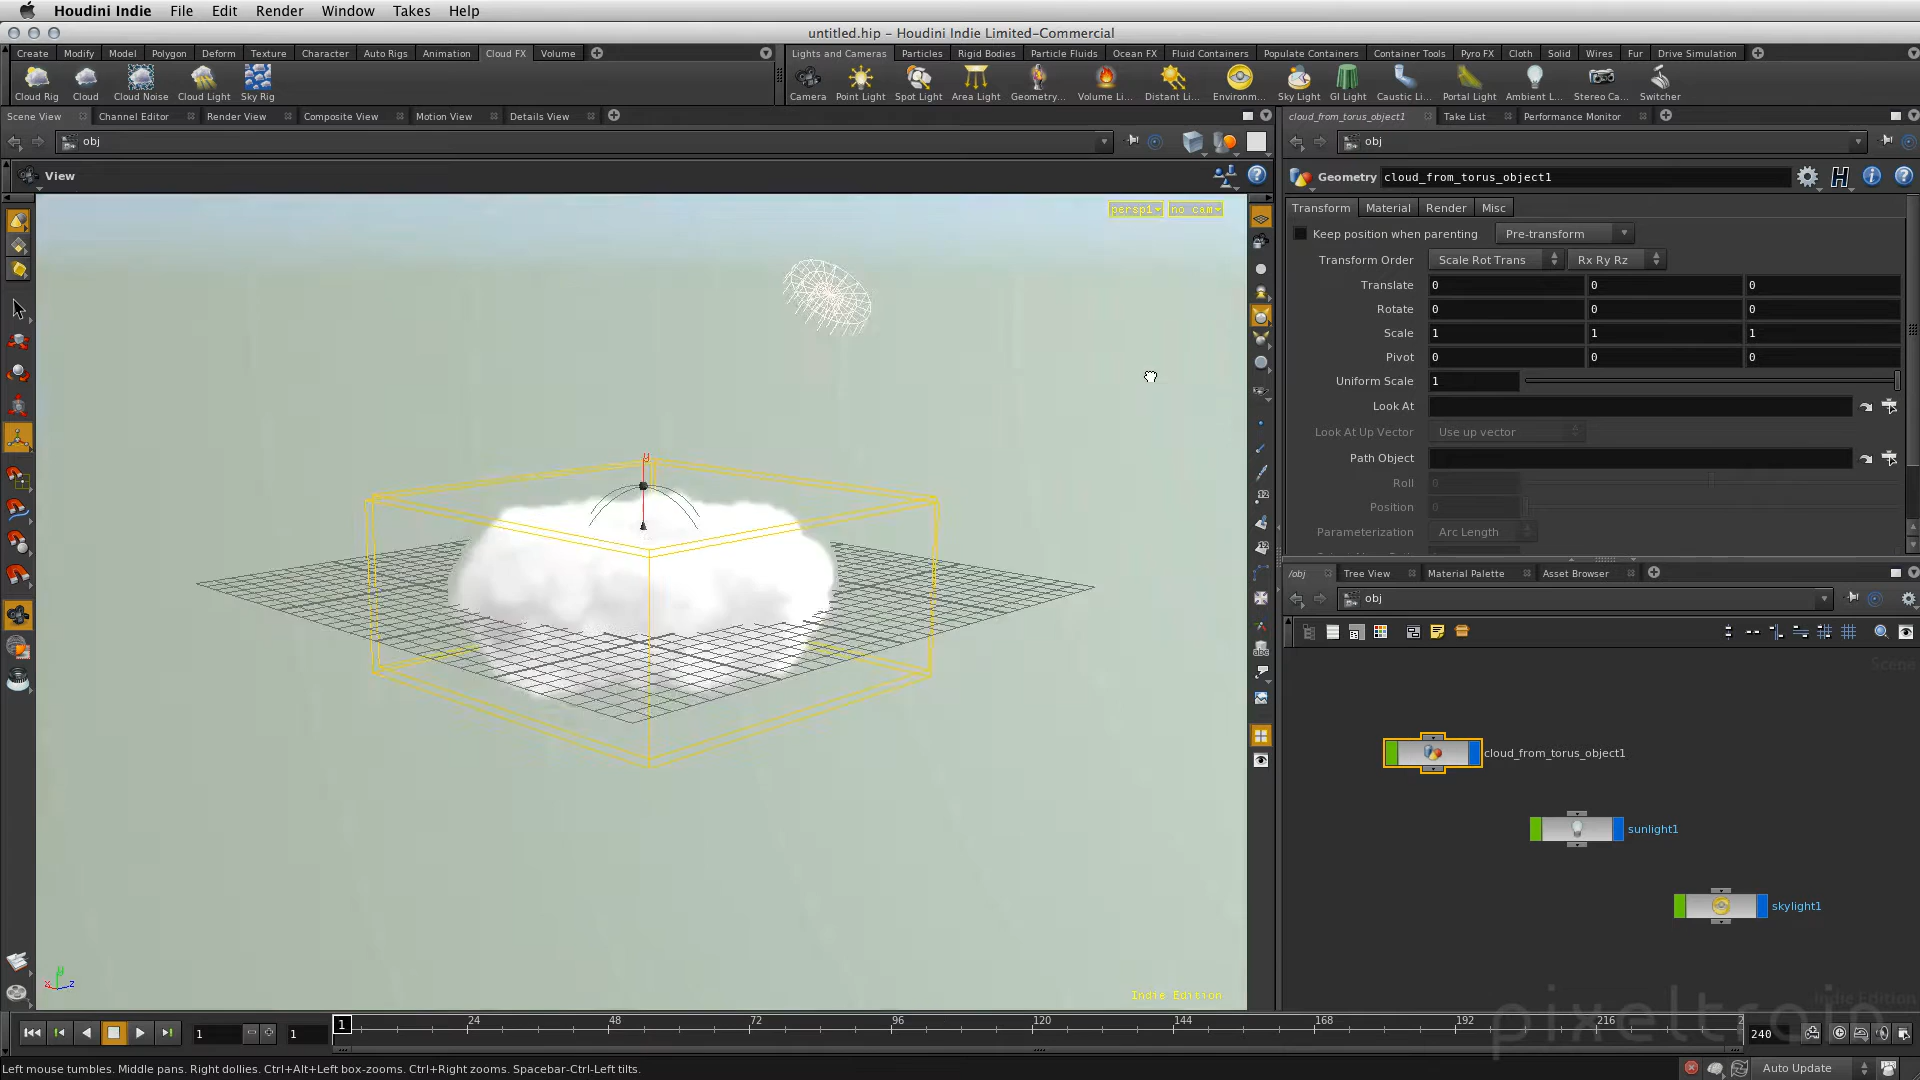 Houdini Indie File Edit Render Window Takes Help
untitled.hip – Houdini Indie Limited-Commercial
Create Modify Model Polygon Deform Texture Character Auto Rigs Animation Cloud FX Volume
Lights and Cameras Particles Rigid Bodies Particle Fluids Ocean FX Fluid Containers Populate Containers Container Tools Pyro FX Cloth Solid Wires Fur Drive Simulation
Cloud Rig Cloud Cloud Noise Cloud Light Sky Rig
Camera Point Light Spot Light Area Light Geometry... Volume Li... Distant Li... Environm... Sky Light GI Light Caustic Li... Portal Light Ambient L... Stereo Ca... Switcher
Scene View Channel Editor Render View Composite View Motion View Details View
cloud_from_torus_object1 Take List Performance Monitor
obj
obj
View
Geometry cloud_from_torus_object1
persp1 no cam
Transform Material Render Misc
Keep position when parenting Pre-transform
Transform Order Scale Rot Trans Rx Ry Rz
Translate 0 0 0
Rotate 0 0 0
Scale 1 1 1
Pivot 0 0 0
Uniform Scale 1
Look At
Look At Up Vector Use up vector
Path Object
Roll 0
Position 0
Parameterization Arc Length
y
/obj Tree View Material Palette Asset Browser
obj
Scene
cloud_from_torus_object1
sunlight1
skylight1
y
x z
Indie Edition
Indie Edition
pixeltrain
1 1 1 24 48 72 96 120 144 168 192 216 2 240
Left mouse tumbles. Middle pans. Right dollies. Ctrl+Alt+Left box-zooms. Ctrl+Right zooms. Spacebar-Ctrl-Left tilts.
Auto Update